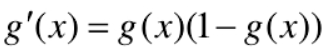 g′(x) = g(x)(1 − g(x))